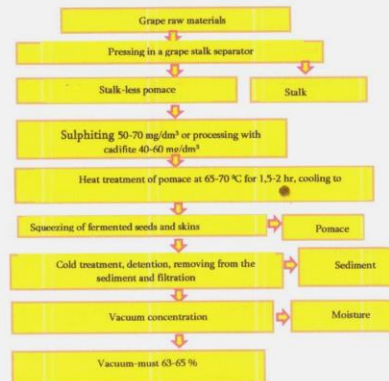 Grape raw materials
Pressing in a grape stalk separator
Stalk-less pomace
Stalk
Sulphiting 50-70 mg/dm³ or processing with
cadifite 40-60 mg/dm³
Heat treatment of pomace at 65-70 ⁰C for 1,5-2 hr, cooling to
Squeezing of fermented seeds and skins
Pomace
Cold treatment, detention, removing from the
sediment and filtration
Sediment
Vacuum concentration
Moisture
Vacuum-must 63-65 %